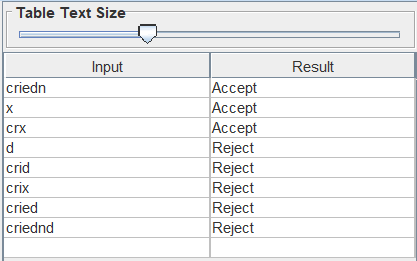 Table Text Size
Input Result
criedn Accept
x Accept
crx Accept
d Reject
crid Reject
crix Reject
cried Reject
criednd Reject